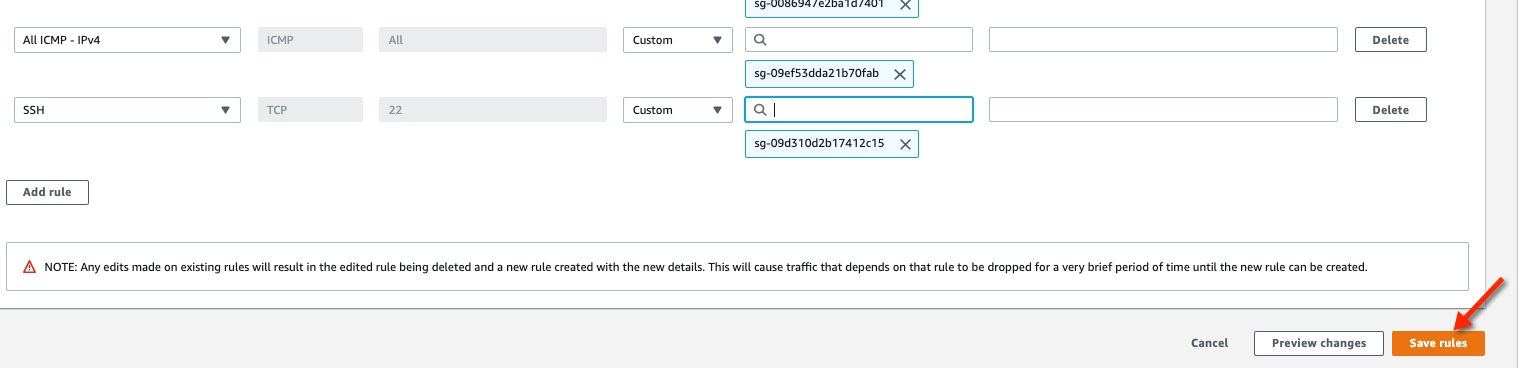 sg-0086947e2ba1d7401
All ICMP - IPv4 ICMP All Custom Delete
sg-09ef53dda21b70fab
SSH TCP 22 Custom Delete
sg-09d310d2b17412c15
Add rule
NOTE: Any edits made on existing rules will result in the edited rule being deleted and a new rule created with the new details. This will cause traffic that depends on that rule to be dropped for a very brief period of time until the new rule can be created.
Cancel Preview changes Save rules